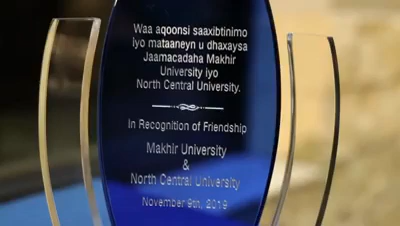 Waa aqoonsi saaxibtinimo
iyo mataaneyn u dhaxaysa
Jaamacadaha Makhir
University iyo
North Central University.
In Recognition of Friendship
Makhir University
&
North Central University
November 9th, 2019